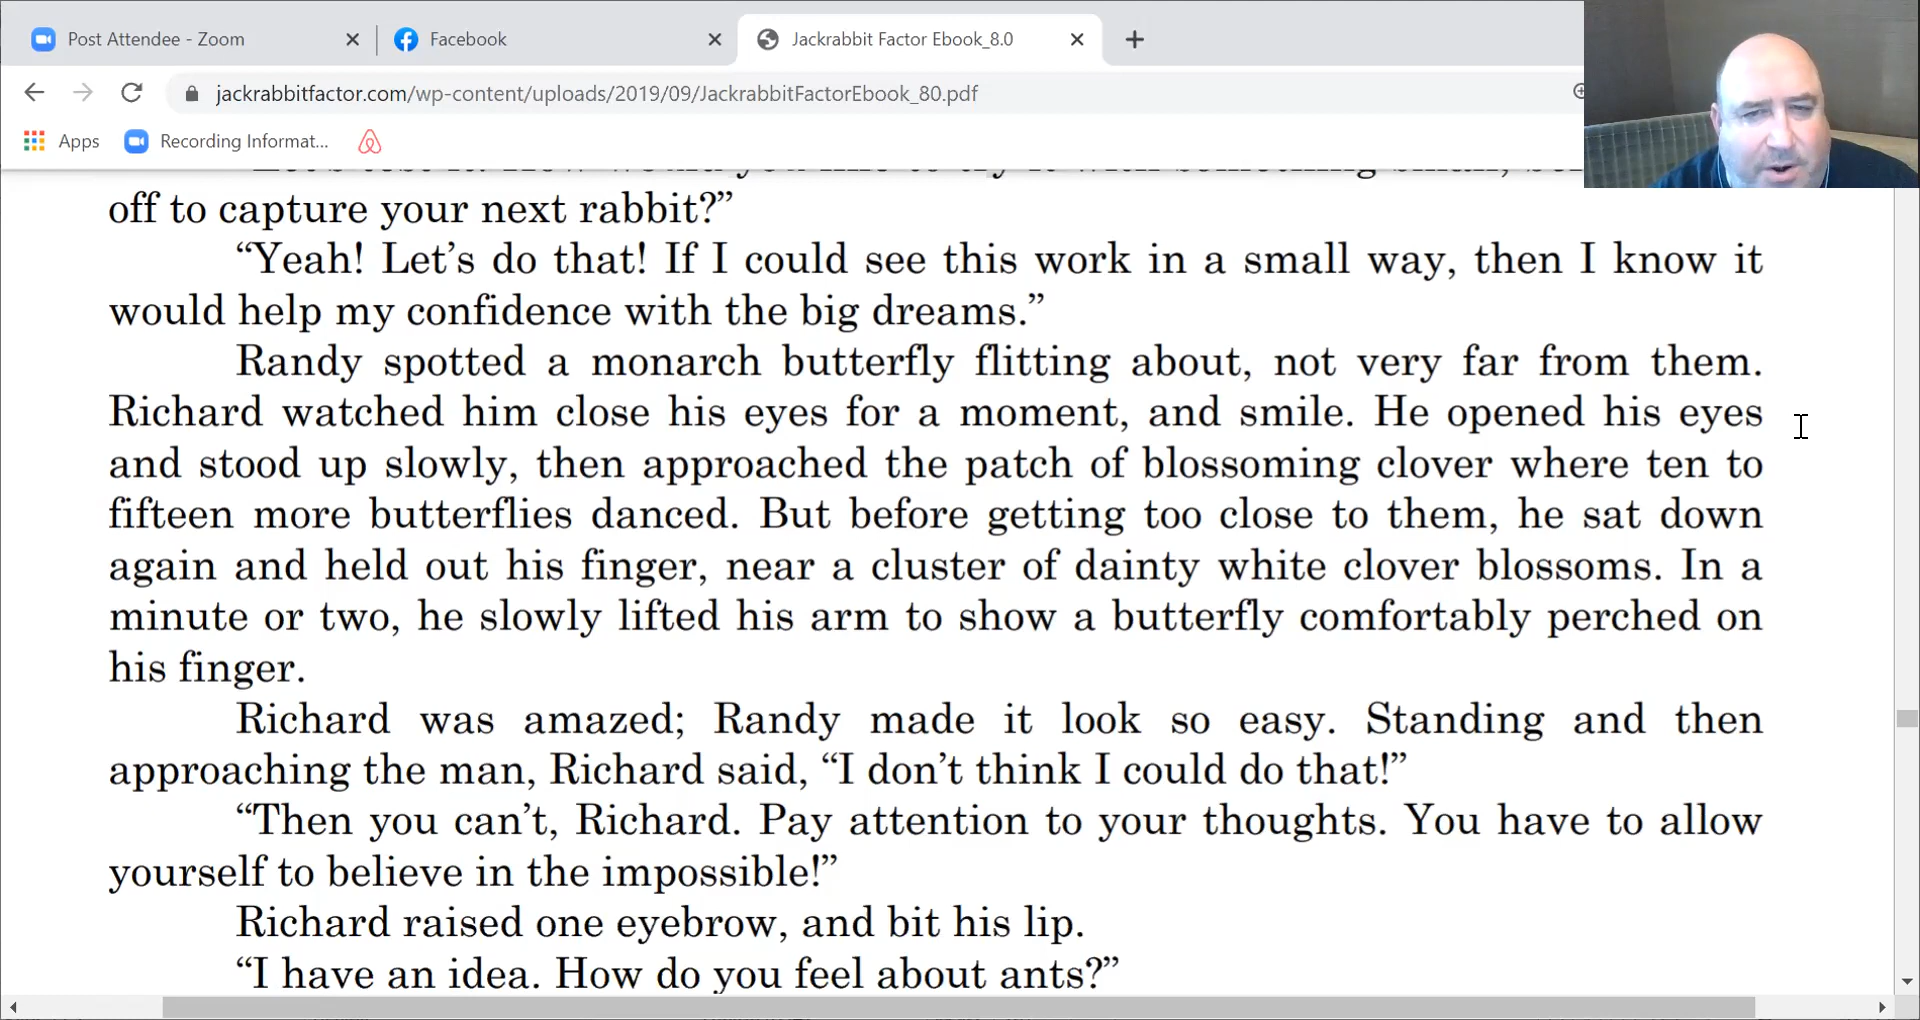 Post Attendee - Zoom
Facebook
Jackrabbit Factor Ebook_8.0
jackrabbitfactor.com/wp-content/uploads/2019/09/JackrabbitFactorEbook_80.pdf
Apps
Recording Informat...
off to capture your next rabbit?”
“Yeah! Let’s do that! If I could see this work in a small way, then I know it
would help my confidence with the big dreams.”
Randy spotted a monarch butterfly flitting about, not very far from them.
Richard watched him close his eyes for a moment, and smile. He opened his eyes
and stood up slowly, then approached the patch of blossoming clover where ten to
fifteen more butterflies danced. But before getting too close to them, he sat down
again and held out his finger, near a cluster of dainty white clover blossoms. In a
minute or two, he slowly lifted his arm to show a butterfly comfortably perched on
his finger.
Richard was amazed; Randy made it look so easy. Standing and then
approaching the man, Richard said, “I don’t think I could do that!”
“Then you can’t, Richard. Pay attention to your thoughts. You have to allow
yourself to believe in the impossible!”
Richard raised one eyebrow, and bit his lip.
“I have an idea. How do you feel about ants?”